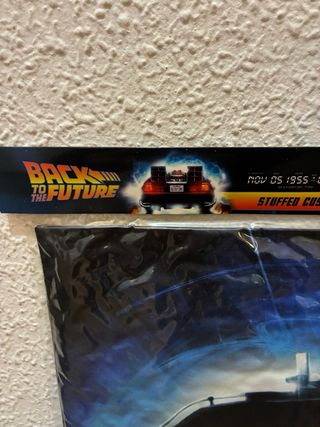 BACK
TO THE FUTURE
NOV 05 1955
STUFFED CUS